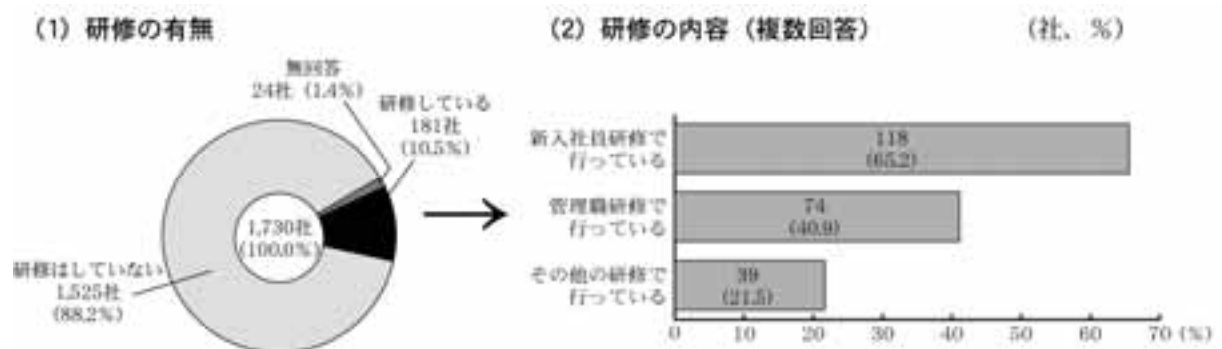 (1) 研修の有無
無回答
24社 (1.4%)
研修している
181社
(10.5%)
1,730社
(100.0%)
研修はしていない
1,525社
(88.2%)
(2) 研修の内容（複数回答）
(社、%)
新入社員研修で
行っている
118
(65.2)
管理職研修で
行っている
74
(40.9)
その他の研修で
行っている
39
(21.5)
0 10 20 30 40 50 60 70 (%)